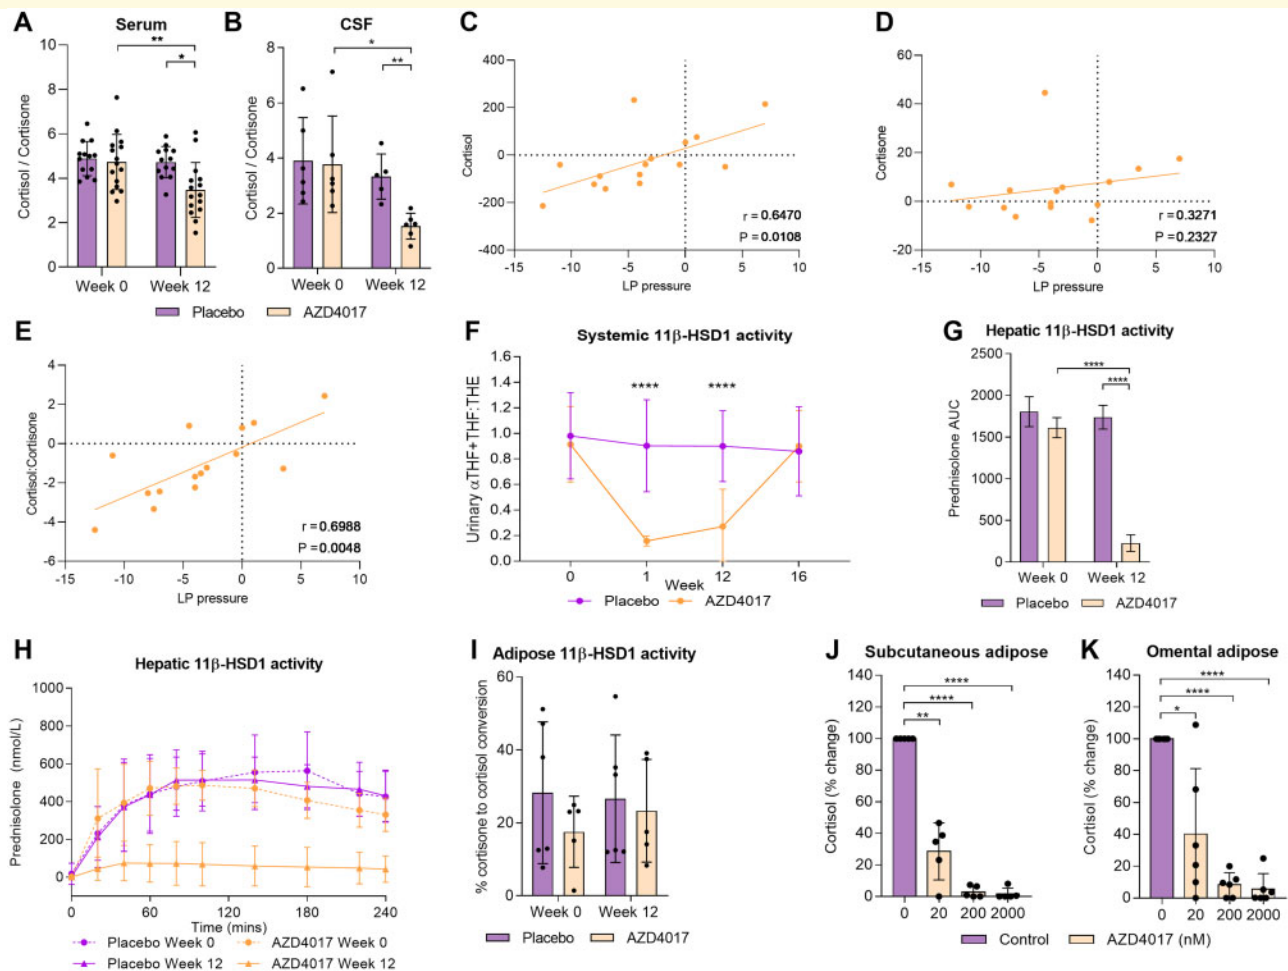 A
Serum
**
*
Cortisol / Cortisone
10
8
6
4
2
0
Week 0
Week 12
B
CSF
*
**
Cortisol / Cortisone
8
6
4
2
0
Week 0
Week 12
Placebo
AZD4017
C
Cortisol
400
200
0
-200
-400
r = 0.6470
P = 0.0108
-15
-10
-5
0
5
10
LP pressure
D
Cortisone
60
40
20
0
-20
r = 0.3271
P = 0.2327
-15
-10
-5
0
5
10
LP pressure
E
Cortisol:Cortisone
4
2
0
-2
-4
-6
r = 0.6988
P = 0.0048
-15
-10
-5
0
5
10
LP pressure
F
Systemic 11β-HSD1 activity
Urinary αTHF+THF:THE
1.6
1.4
1.2
1.0
0.8
0.6
0.4
0.2
0.0
****
****
0
1
12
16
Week
Placebo
AZD4017
G
Hepatic 11β-HSD1 activity
Prednisolone AUC
2500
2000
1500
1000
500
0
****
****
Week 0
Week 12
Placebo
AZD4017
H
Hepatic 11β-HSD1 activity
Prednisolone (nmol/L)
1000
800
600
400
200
0
0
60
120
180
240
Time (mins)
Placebo Week 0
AZD4017 Week 0
Placebo Week 12
AZD4017 Week 12
I
Adipose 11β-HSD1 activity
% cortisone to cortisol conversion
60
40
20
0
Week 0
Week 12
Placebo
AZD4017
J
Subcutaneous adipose
Cortisol (% change)
140
120
100
80
60
40
20
0
****
****
**
0
20
200
2000
K
Omental adipose
Cortisol (% change)
140
120
100
80
60
40
20
0
****
****
*
0
20
200
2000
Control
AZD4017 (nM)